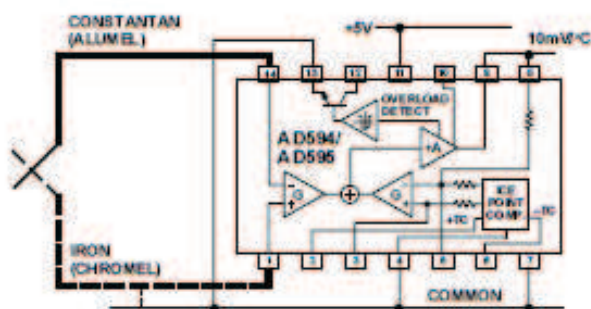 CONSTANTAN
(ALUMEL)
+5V
10mV/°C
14
13
12
11
10
9
8
OVERLOAD
DETECT
AD594/
AD595
+A
G
G
ICE
POINT
COMP.
+TC
-TC
IRON
(CHROMEL)
1
2
3
4
5
6
7
COMMON